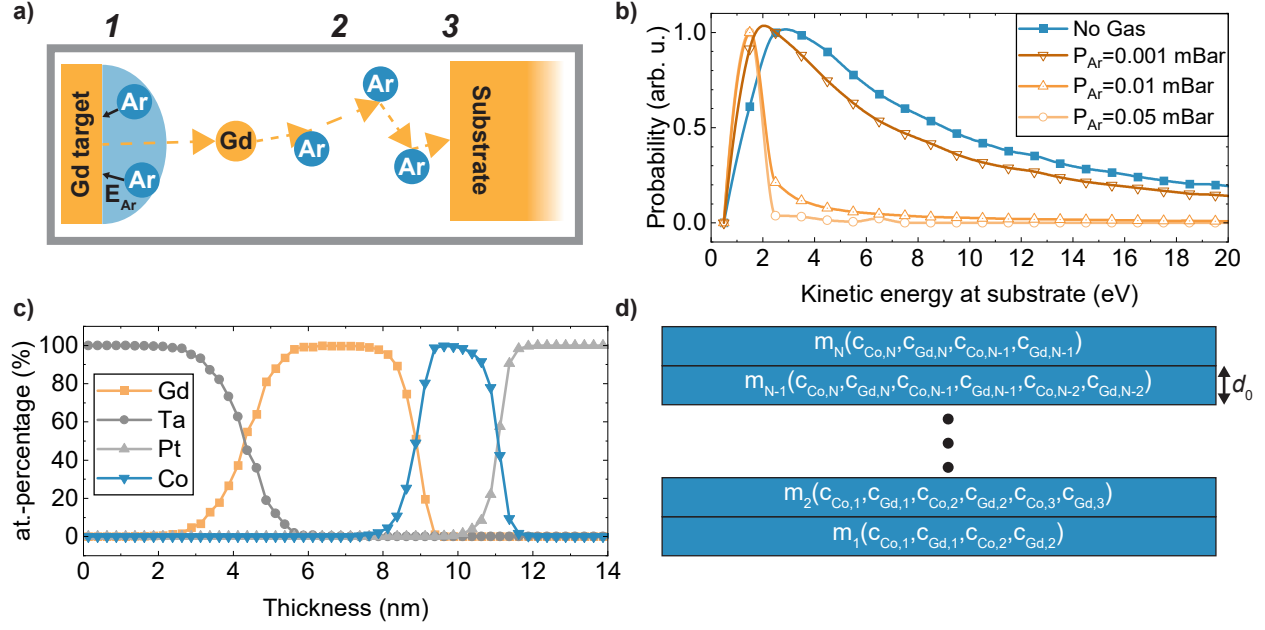 a)
1
2
3
Gd target
Ar
Ar
E_Ar
Gd
Ar
Ar
Ar
Substrate
b)
Probability (arb. u.)
1.0
0.5
0.0
0 2 4 6 8 10 12 14 16 18 20
Kinetic energy at substrate (eV)
No Gas
P_Ar=0.001 mBar
P_Ar=0.01 mBar
P_Ar=0.05 mBar
c)
at.-percentage (%)
100
80
60
40
20
0
0 2 4 6 8 10 12 14
Thickness (nm)
Gd
Ta
Pt
Co
d)
m_N(c_Co,N,c_Gd,N,c_Co,N-1,c_Gd,N-1)
m_N-1(c_Co,N,c_Gd,N,c_Co,N-1,c_Gd,N-1,c_Co,N-2,c_Gd,N-2)
d_0
m_2(c_Co,1,c_Gd,1,c_Co,2,c_Gd,2,c_Co,3,c_Gd,3)
m_1(c_Co,1,c_Gd,1,c_Co,2,c_Gd,2)